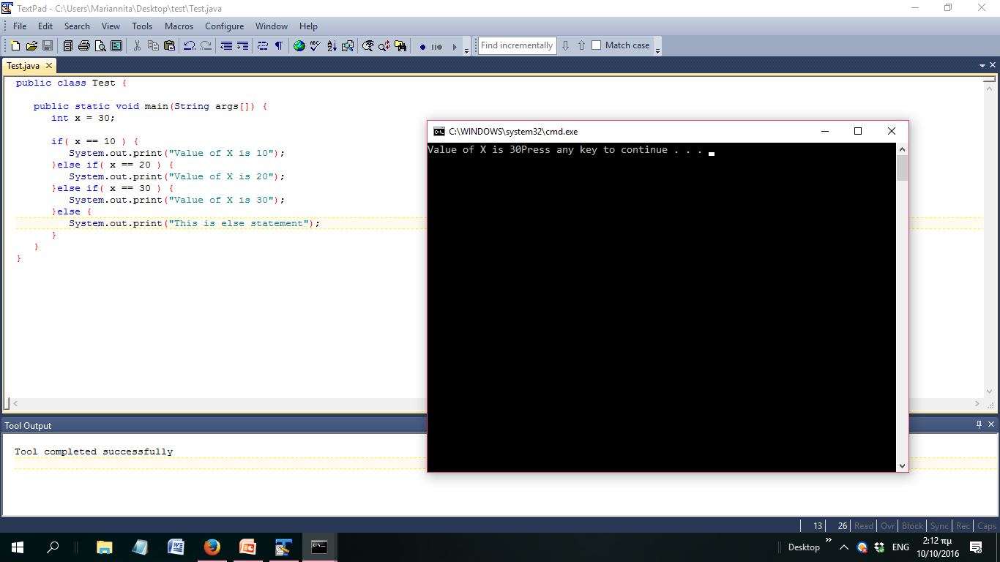 TextPad - C:\Users\Mariannita\Desktop\test\Test.java
File Edit Search View Tools Macros Configure Window Help
Find incrementally Match case
Test.java
public class Test {
public static void main(String args[]) {
int x = 30;
if( x == 10 ) {
System.out.print("Value of X is 10");
}else if( x == 20 ) {
System.out.print("Value of X is 20");
}else if( x == 30 ) {
System.out.print("Value of X is 30");
}else {
System.out.print("This is else statement");
}
}
}
C:\WINDOWS\system32\cmd.exe
Value of X is 30Press any key to continue . . .
Tool Output
Tool completed successfully
13 26 Read Ovr Block Sync Rec Caps
Desktop ENG
2:12 πμ
10/10/2016